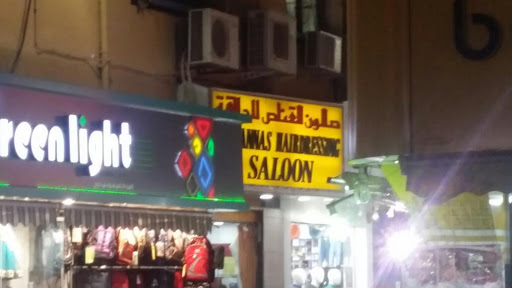 reen light
صالون القناص للحلاقة
ANNAS HAIRDRESSING
SALOON